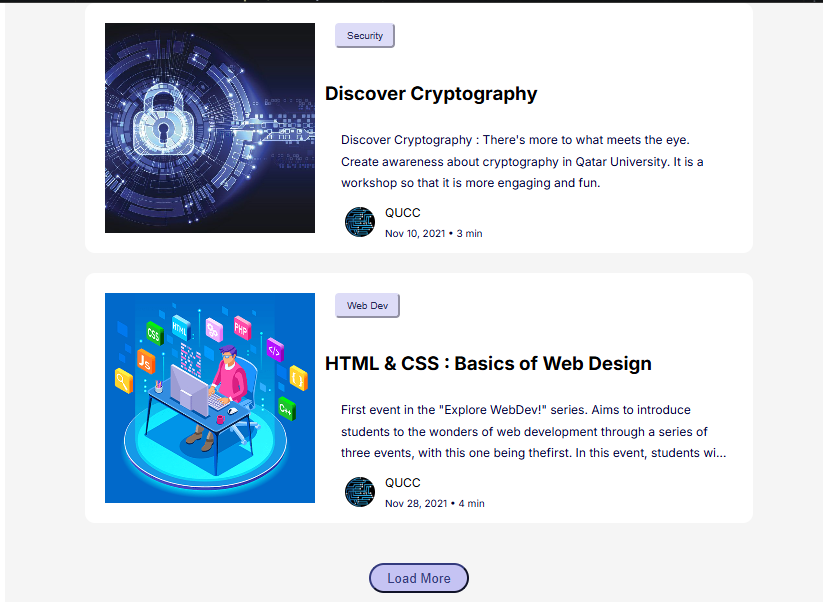 Security
Discover Cryptography
Discover Cryptography : There's more to what meets the eye.
Create awareness about cryptography in Qatar University. It is a
workshop so that it is more engaging and fun.
QUCC
Nov 10, 2021 • 3 min
Web Dev
CSS
HTML
PHP
JS
</>
C++
HTML & CSS : Basics of Web Design
First event in the "Explore WebDev!" series. Aims to introduce
students to the wonders of web development through a series of
three events, with this one being thefirst. In this event, students wi...
QUCC
Nov 28, 2021 • 4 min
Load More